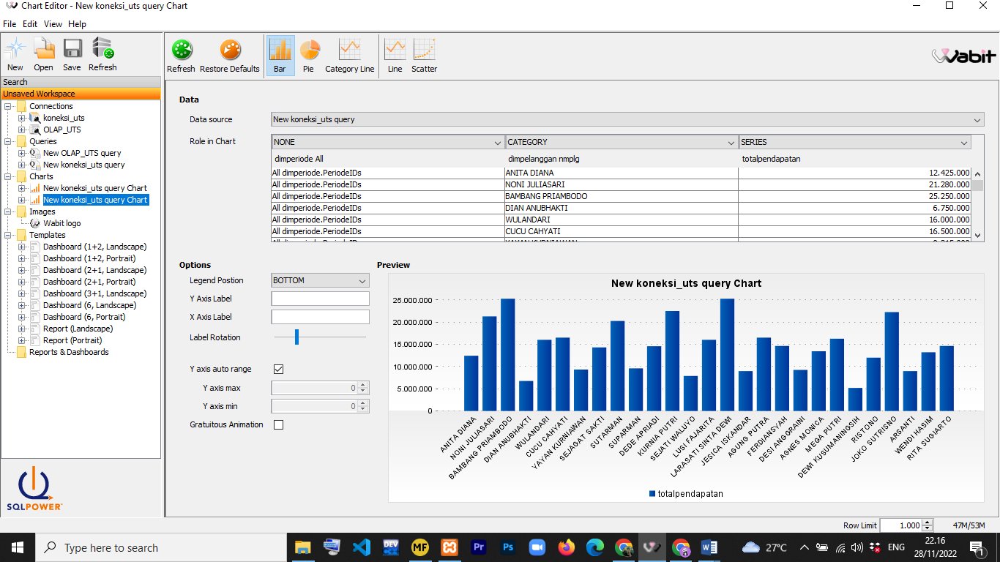 Chart Editor - New koneksi_uts query Chart
File Edit View Help
New Open Save Refresh
Refresh Restore Defaults Bar Pie Category Line Line Scatter
Wabit
Search
Unsaved Workspace
Connections
koneksi_uts
OLAP_UTS
Queries
New OLAP_UTS query
New koneksi_uts query
Charts
New koneksi_uts query Chart
New koneksi_uts query Chart
Images
Wabit logo
Templates
Dashboard (1+2, Landscape)
Dashboard (1+2, Portrait)
Dashboard (2+1, Landscape)
Dashboard (2+1, Portrait)
Dashboard (3+1, Landscape)
Dashboard (6, Landscape)
Dashboard (6, Portrait)
Report (Landscape)
Report (Portrait)
Reports & Dashboards
SQLPOWER
Data
Data source New koneksi_uts query
Role in Chart NONE CATEGORY SERIES
dimperiode All dimpelanggan nmplg totalpendapatan
All dimperiode.PeriodeIDs ANITA DIANA 12.425.000
All dimperiode.PeriodeIDs NONI JULIASARI 21.280.000
All dimperiode.PeriodeIDs BAMBANG PRIAMBODO 25.250.000
All dimperiode.PeriodeIDs DIAN ANUBHAKTI 6.750.000
All dimperiode.PeriodeIDs WULANDARI 16.000.000
All dimperiode.PeriodeIDs CUCU CAHYATI 16.500.000
Options
Legend Postion BOTTOM
Y Axis Label
X Axis Label
Label Rotation
Y axis auto range
Y axis max 0
Y axis min 0
Gratuitous Animation
Preview
New koneksi_uts query Chart
25.000.000
20.000.000
15.000.000
10.000.000
5.000.000
0
ANITA DIANA
NONI JULIASARI
BAMBANG PRIAMBODO
DIAN ANUBHAKTI
WULANDARI
CUCU CAHYATI
YAYAN KURNIAWAN
SEJAGAT SAKTI
SUTARMAN
SUPARMAN
DEDE APRIADI
KURNIA PUTRI
SEJATI WALUYO
LUSI FAJARITA
LARASATI SINTA DEWI
JESICA ISKANDAR
AGUNG PUTRA
FERDIANSYAH
DESI ANGGRAINI
AGNES MONICA
MEGA PUTRI
DEWI KUSUMANINGSIH
RISTONO
JOKO SUTRISNO
ARSANTI
WENDI HASIM
RITA SUGIARTO
totalpendapatan
Row Limit 1.000 47M/53M
Type here to search
DEV
MF
Pr
Ps
27°C
ENG
22.16
28/11/2022
1